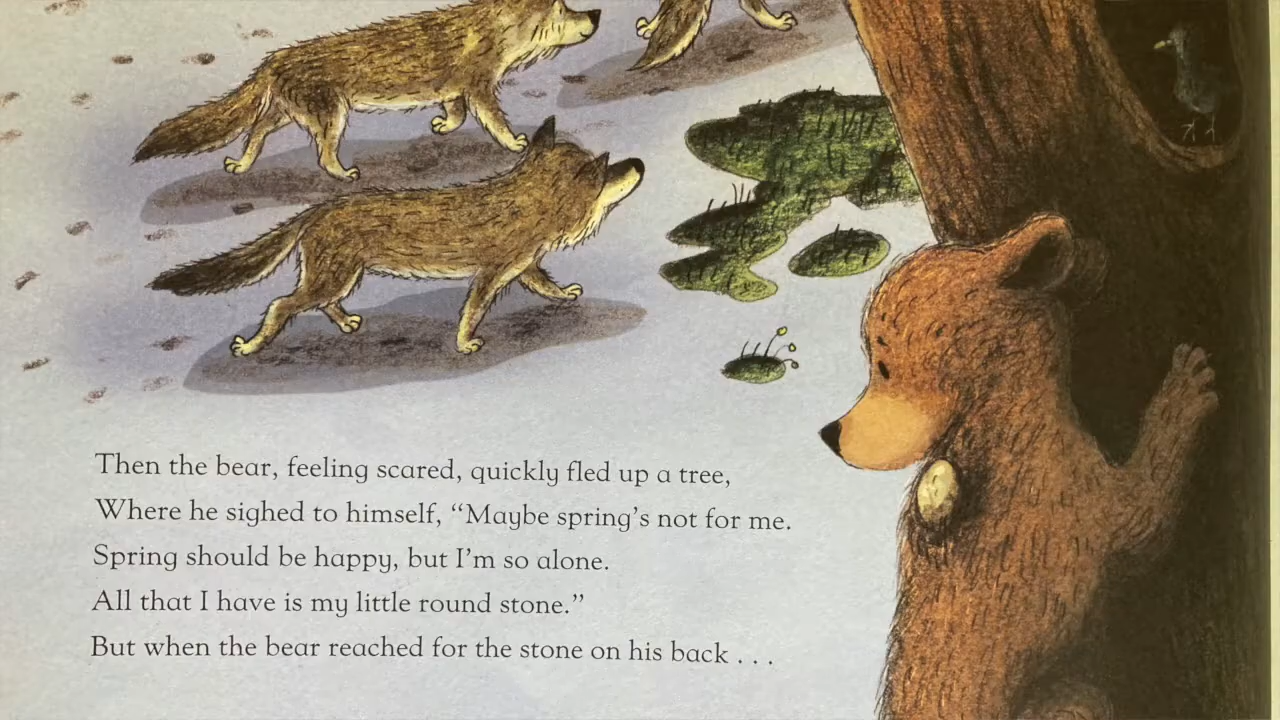 Then the bear, feeling scared, quickly fled up a tree,
Where he sighed to himself, “Maybe spring’s not for me.
Spring should be happy, but I’m so alone.
All that I have is my little round stone.”
But when the bear reached for the stone on his back . . .